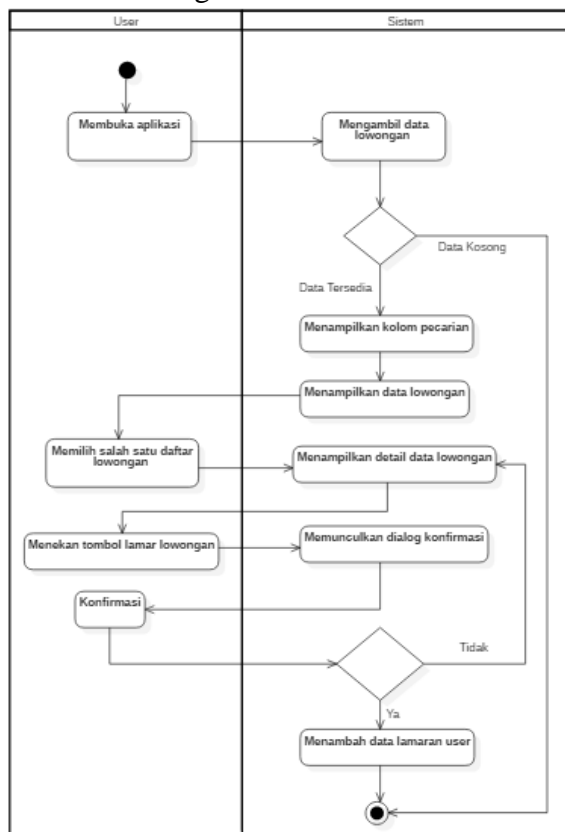 User
Sistem
Membuka aplikasi
Mengambil data
lowongan
Data Kosong
Data Tersedia
Menampilkan kolom pecarian
Menampilkan data lowongan
Memilih salah satu daftar
lowongan
Menampilkan detail data lowongan
Menekan tombol lamar lowongan
Memunculkan dialog konfirmasi
Konfirmasi
Tidak
Ya
Menambah data lamaran user